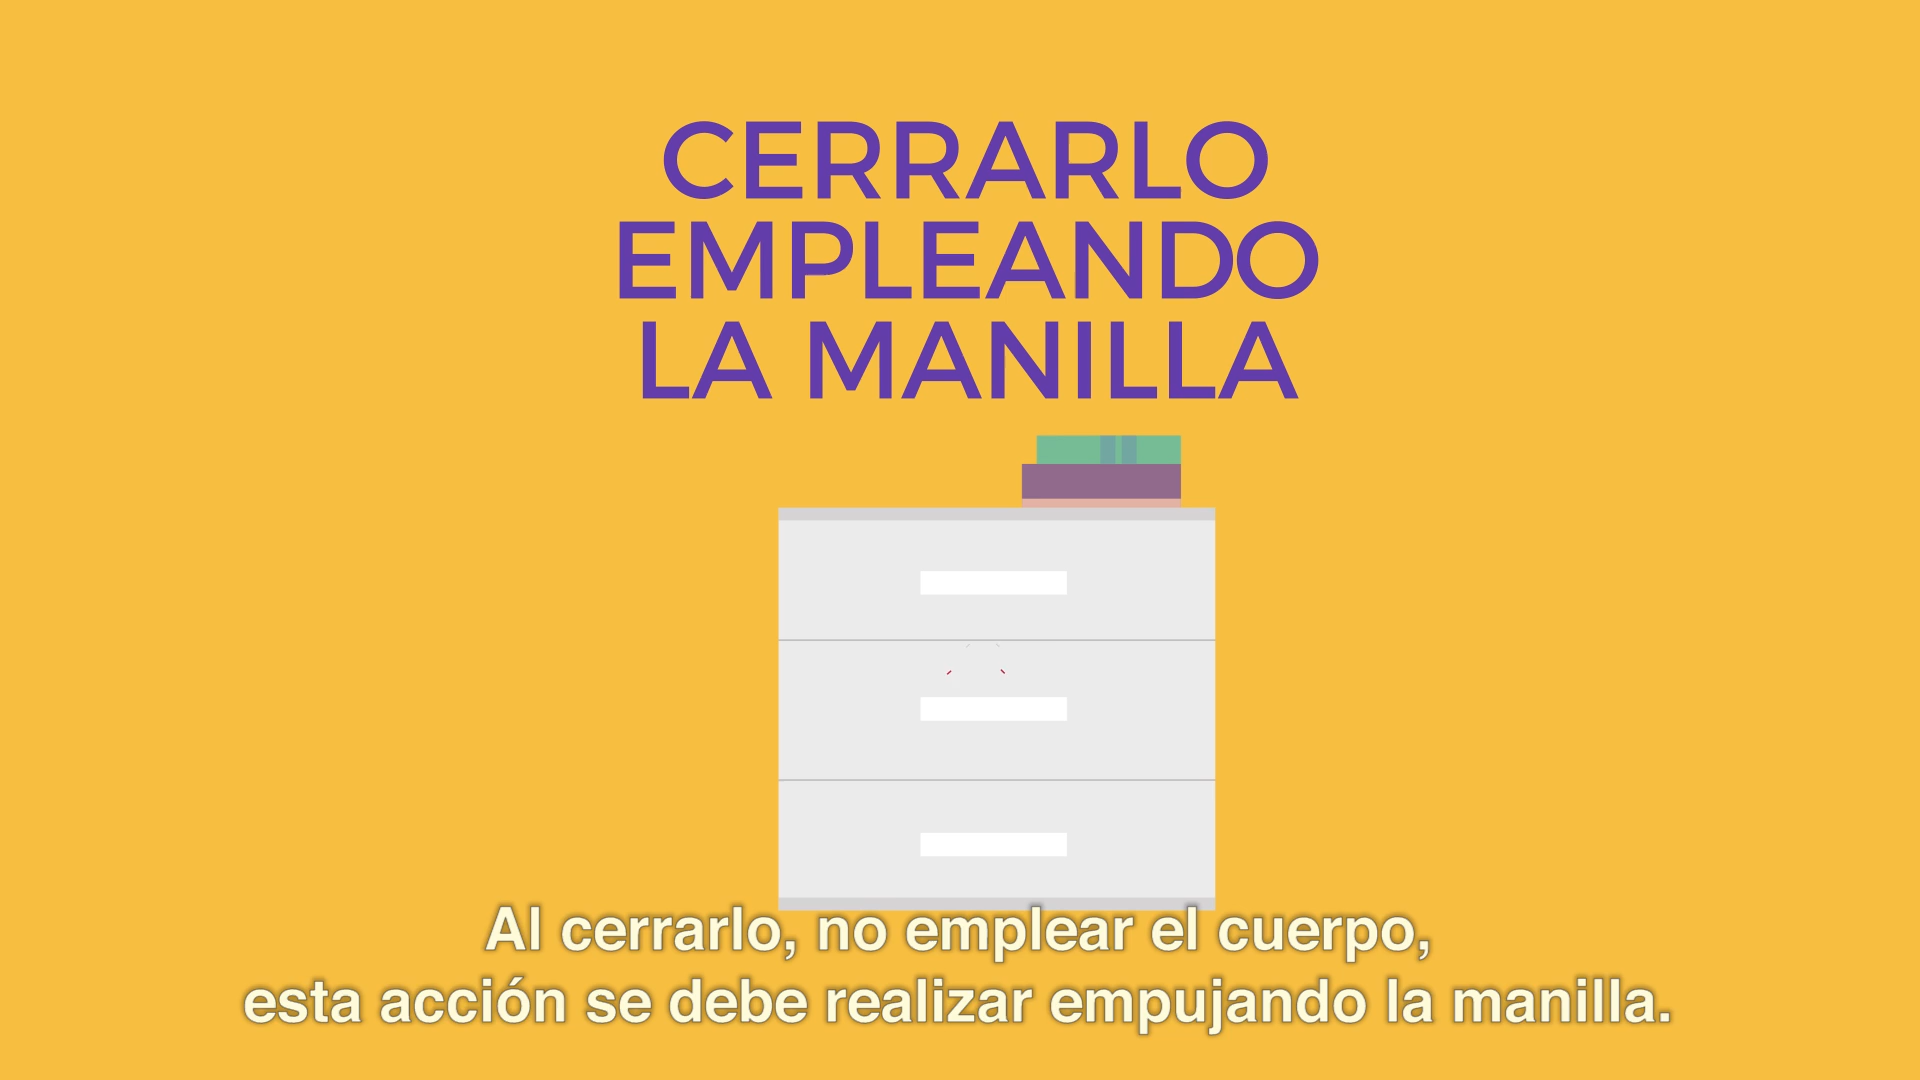 CERRARLO
EMPLEANDO
LA MANILLA
Al cerrarlo, no emplear el cuerpo,
esta acción se debe realizar empujando la manilla.